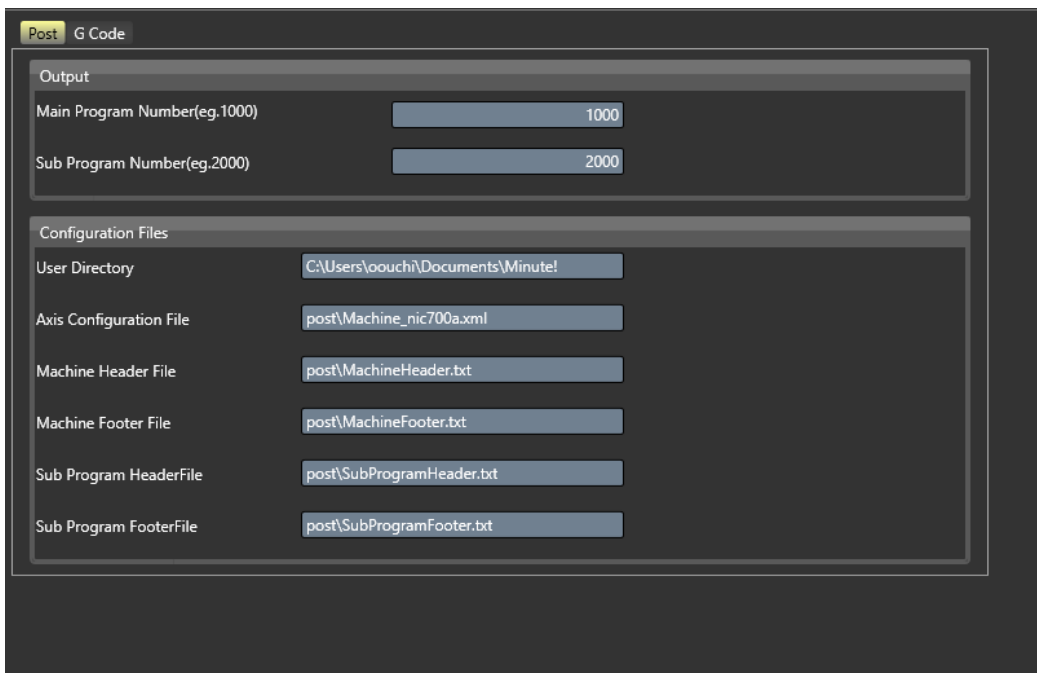 Post G Code
Output
Main Program Number(eg.1000) 1000
Sub Program Number(eg.2000) 2000
Configuration Files
User Directory C:\Users\oouchi\Documents\Minute!
Axis Configuration File post\Machine_nic700a.xml
Machine Header File post\MachineHeader.txt
Machine Footer File post\MachineFooter.txt
Sub Program HeaderFile post\SubProgramHeader.txt
Sub Program FooterFile post\SubProgramFooter.txt